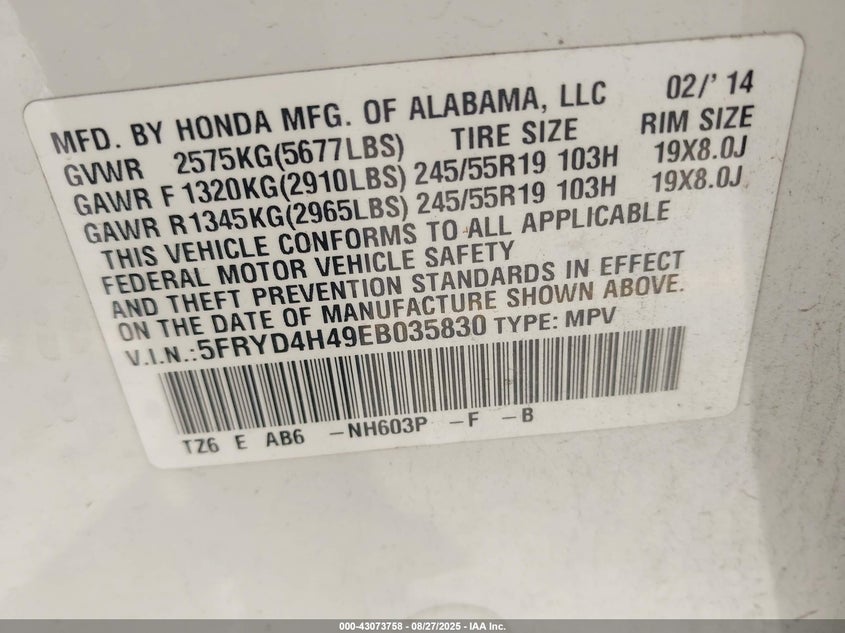 MFD. BY HONDA MFG. OF ALABAMA, LLC 02/' 14
GVWR 2575KG(5677LBS) TIRE SIZE RIM SIZE
GAWR F 1320KG(2910LBS) 245/55R19 103H 19X8.0J
GAWR R1345KG(2965LBS) 245/55R19 103H 19X8.0J
THIS VEHICLE CONFORMS TO ALL APPLICABLE
FEDERAL MOTOR VEHICLE SAFETY
AND THEFT PREVENTION STANDARDS IN EFFECT
ON THE DATE OF MANUFACTURE SHOWN ABOVE.
V.I.N.:5FRYD4H49EB035830 TYPE: MPV
TZ6 E AB6 -NH603P -F -B
000-43073758 - 08/27/2025 - IAA Inc.